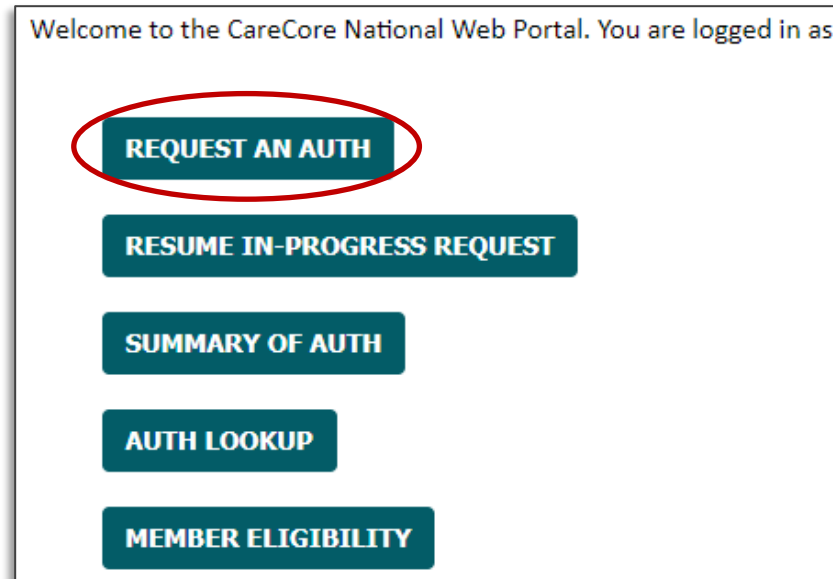 Welcome to the CareCore National Web Portal. You are logged in as
REQUEST AN AUTH
RESUME IN-PROGRESS REQUEST
SUMMARY OF AUTH
AUTH LOOKUP
MEMBER ELIGIBILITY